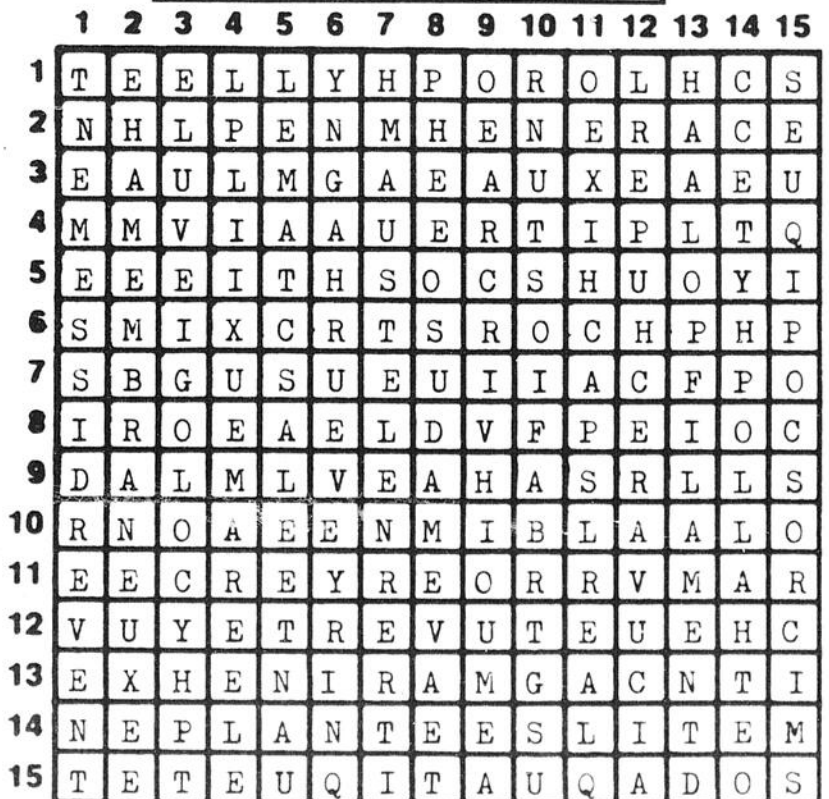 1 2 3 4 5 6 7 8 9 10 11 12 13 14 15
1 T E E L L Y H P O R O L H C S
2 N H L P E N M H E N E R A C E
3 E A U L M G A E A U X E A E U
4 M M V I A A U E R T I P L T Q
5 E E E I T H S O C S H U O Y I
6 S M I X C R T S R O C H P H P
7 S B G U S U E U I I A C F P O
8 I R O E A E L D V F P E I O C
9 D A L M L V E A H A S R L L S
10 R N O A E E N M I B L A A L O
11 E E C R E Y R E O R R V M A R
12 V U Y E T R E V U T E U E H C
13 E X H E N I R A M G A C N T I
14 N E P L A N T E E S L I T E M
15 T E T E U Q I T A U Q A D O S